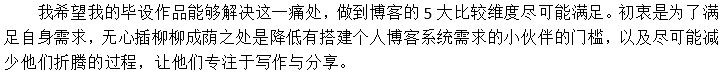 我希望我的毕设作品能够解决这一痛处，做到博客的 5 大比较维度尽可能满足。初衷是为了满
足自身需求，无心插柳柳成荫之处是降低有搭建个人博客系统需求的小伙伴的门槛，以及尽可能减
少他们折腾的过程，让他们专注于写作与分享。